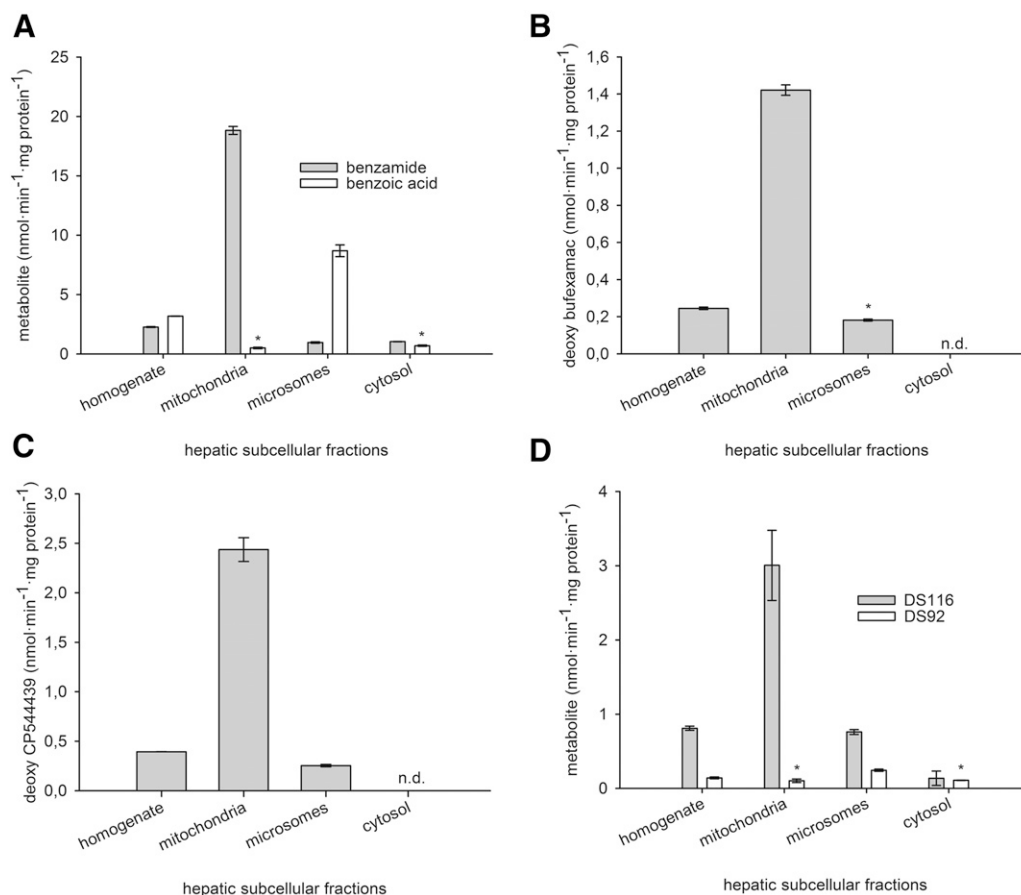 A
metabolite (nmol·min⁻¹·mg protein⁻¹)
25
20
15
10
5
0
benzamide
benzoic acid
*
*
homogenate
mitochondria
microsomes
cytosol
hepatic subcellular fractions
B
deoxy bufexamac (nmol·min⁻¹·mg protein⁻¹)
1,6
1,4
1,2
1,0
0,8
0,6
0,4
0,2
0,0
*
n.d.
homogenate
mitochondria
microsomes
cytosol
hepatic subcellular fractions
C
deoxy CP544439 (nmol·min⁻¹·mg protein⁻¹)
3,0
2,5
2,0
1,5
1,0
0,5
0,0
n.d.
homogenate
mitochondria
microsomes
cytosol
hepatic subcellular fractions
D
metabolite (nmol·min⁻¹·mg protein⁻¹)
4
3
2
1
0
DS116
DS92
*
*
homogenate
mitochondria
microsomes
cytosol
hepatic subcellular fractions